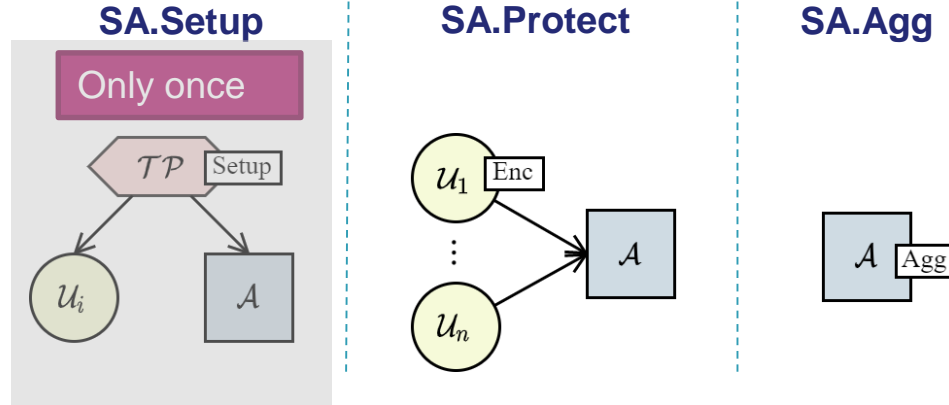 SA.Setup
Only once
𝒯𝒫
Setup
𝒰ᵢ
𝒜
SA.Protect
𝒰₁
Enc
⋮
𝒰ₙ
𝒜
SA.Agg
𝒜
Agg